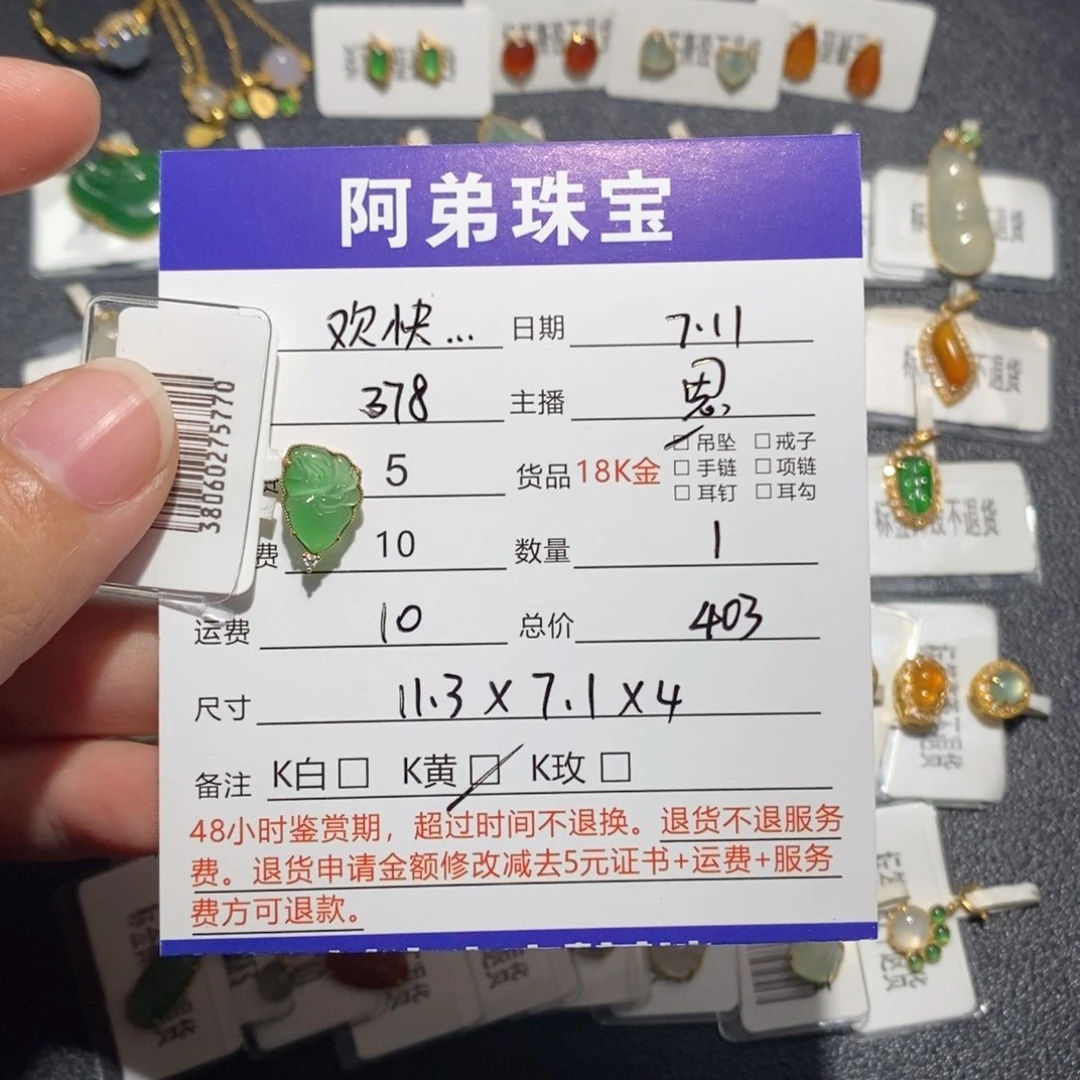 阿弟珠宝
欢快... 日期 7.11
378 主播 恩
5 货品 18K金 □吊坠 □戒子
□手链 □项链
□耳钉 □耳勾
费 10 数量 1
运费 10 总价 403
尺寸 11.3 X 7.1 X 4
备注 K白□ K黄□ K玫□
48小时鉴赏期，超过时间不退换。退货不退服务
费。退货申请金额修改减去5元证书+运费+服务
费方可退款。
38060275770